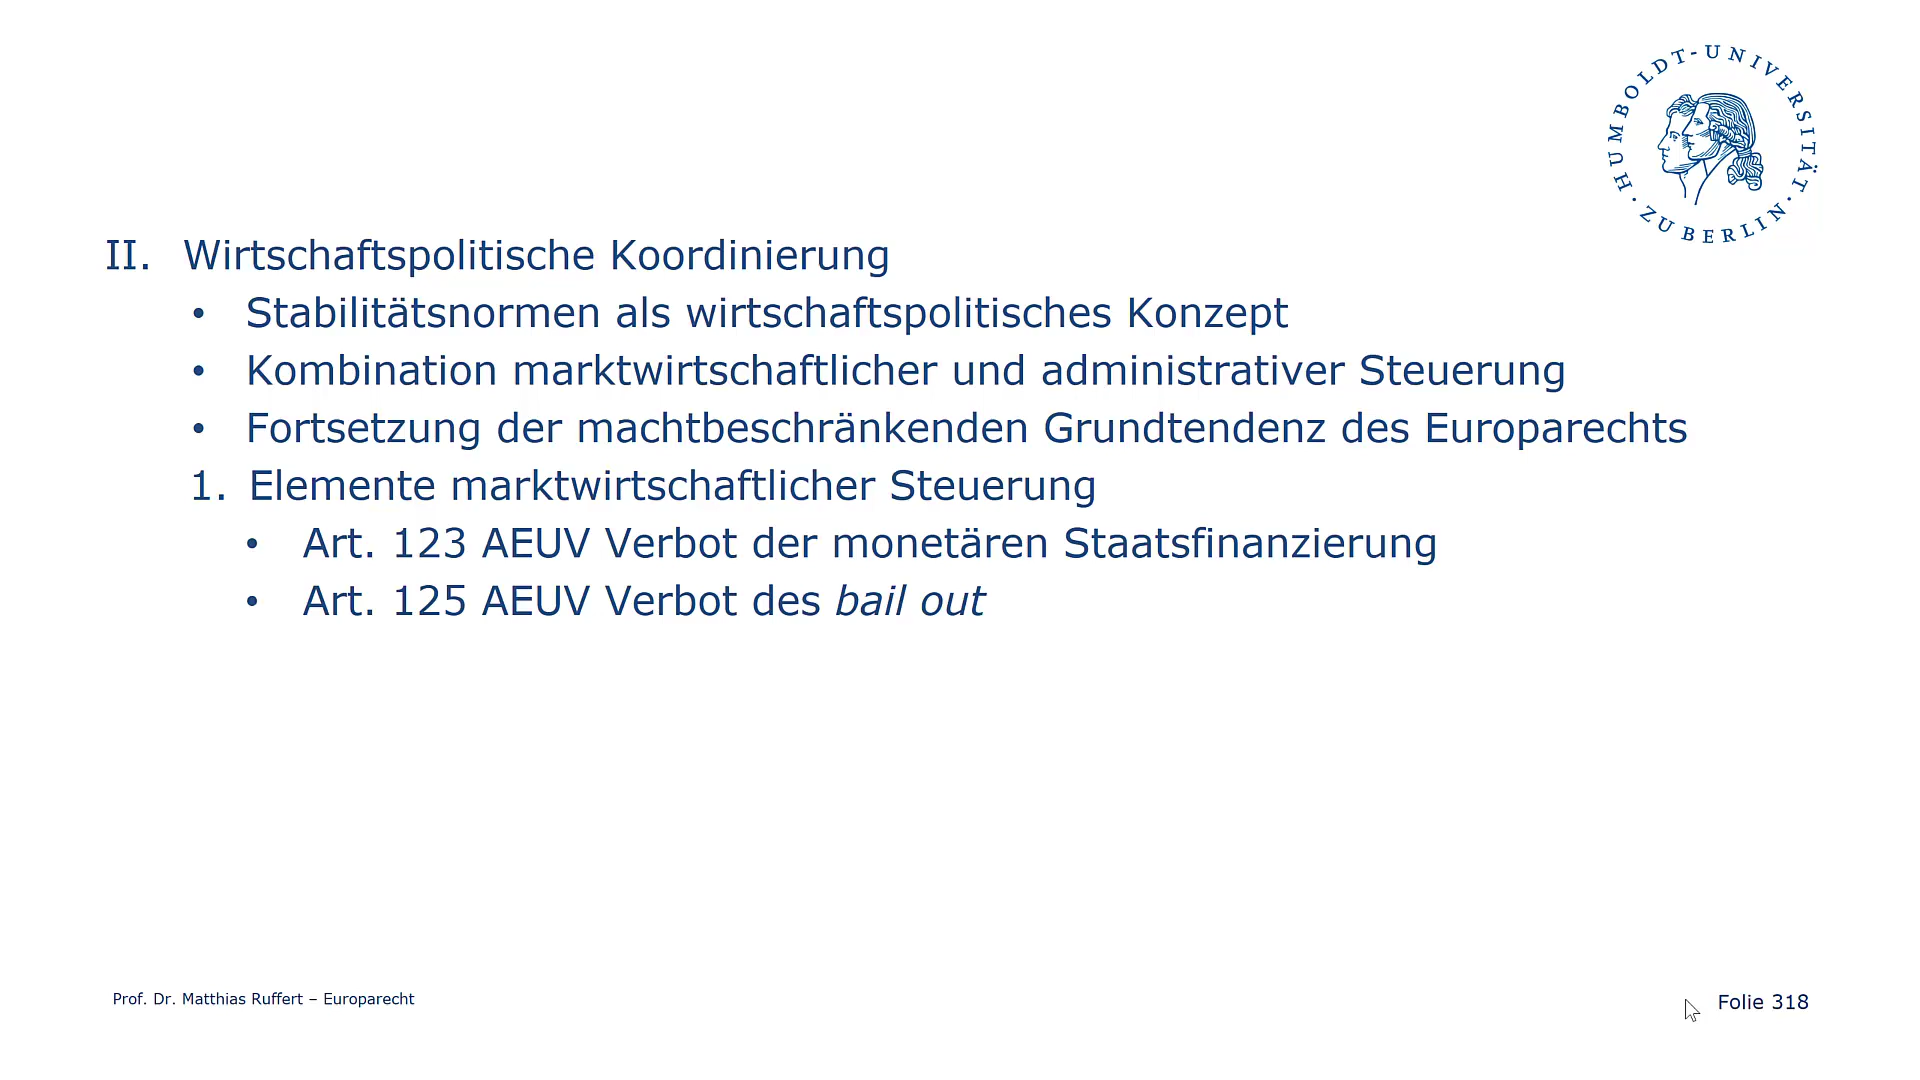 HUMBOLDT-UNIVERSITÄT · ZU BERLIN ·
II. Wirtschaftspolitische Koordinierung
• Stabilitätsnormen als wirtschaftspolitisches Konzept
• Kombination marktwirtschaftlicher und administrativer Steuerung
• Fortsetzung der machtbeschränkenden Grundtendenz des Europarechts
1. Elemente marktwirtschaftlicher Steuerung
• Art. 123 AEUV Verbot der monetären Staatsfinanzierung
• Art. 125 AEUV Verbot des bail out
Prof. Dr. Matthias Ruffert – Europarecht
Folie 318